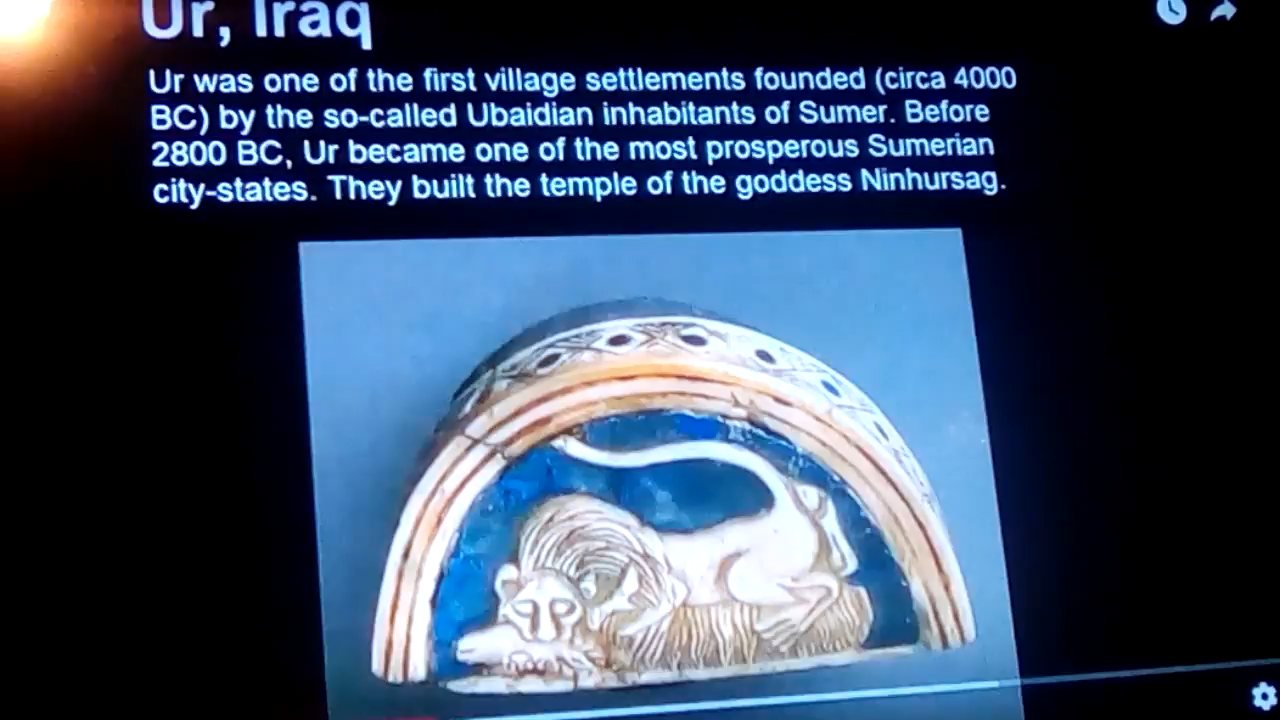 Ur, Iraq
Ur was one of the first village settlements founded (circa 4000
BC) by the so-called Ubaidian inhabitants of Sumer. Before
2800 BC, Ur became one of the most prosperous Sumerian
city-states. They built the temple of the goddess Ninhursag.